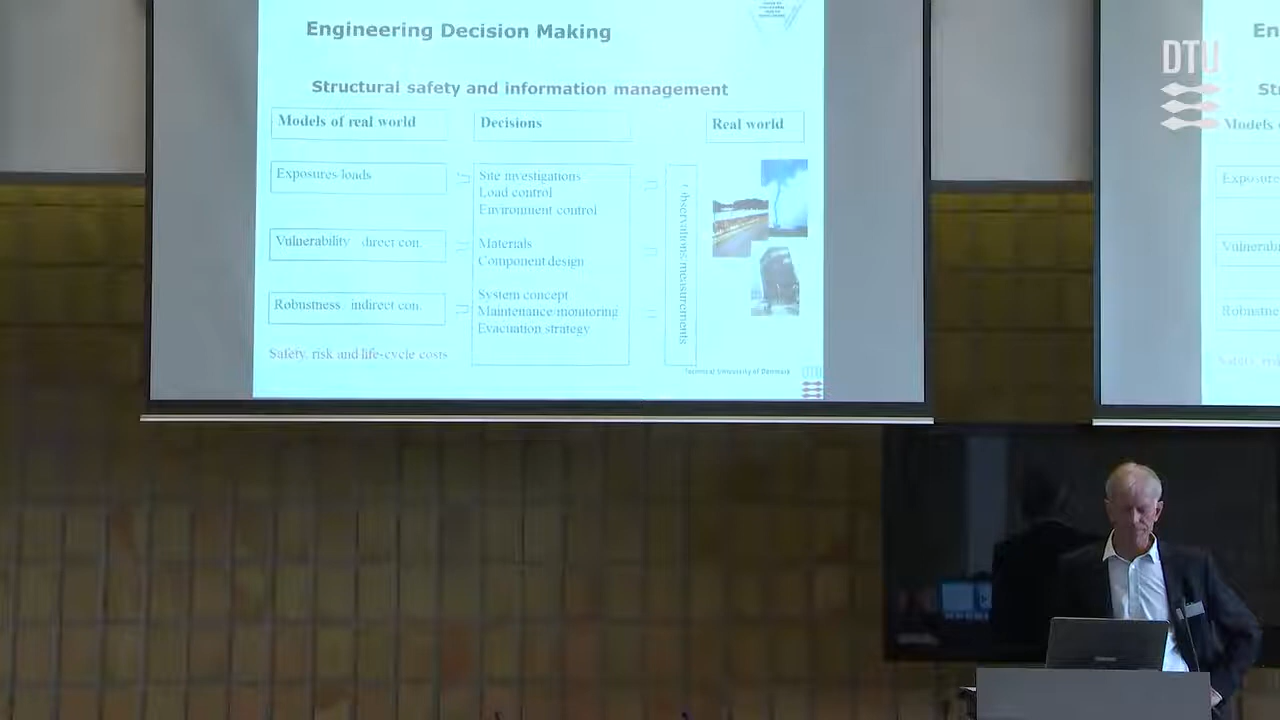 Engineering Decision Making
Structural safety and information management
Models of real world
Decisions
Real world
Exposures loads
Site investigations
Load control
Environment control
Vulnerability direct con.
Materials
Component design
Robustness indirect con.
System concept
Maintenance/monitoring
Evacuation strategy
Safety, risk and life-cycle costs
Observations/measurements
Technical University of Denmark
DTU
DTU
En
St
Models o
Exposure
Vulnerabi
Robustne